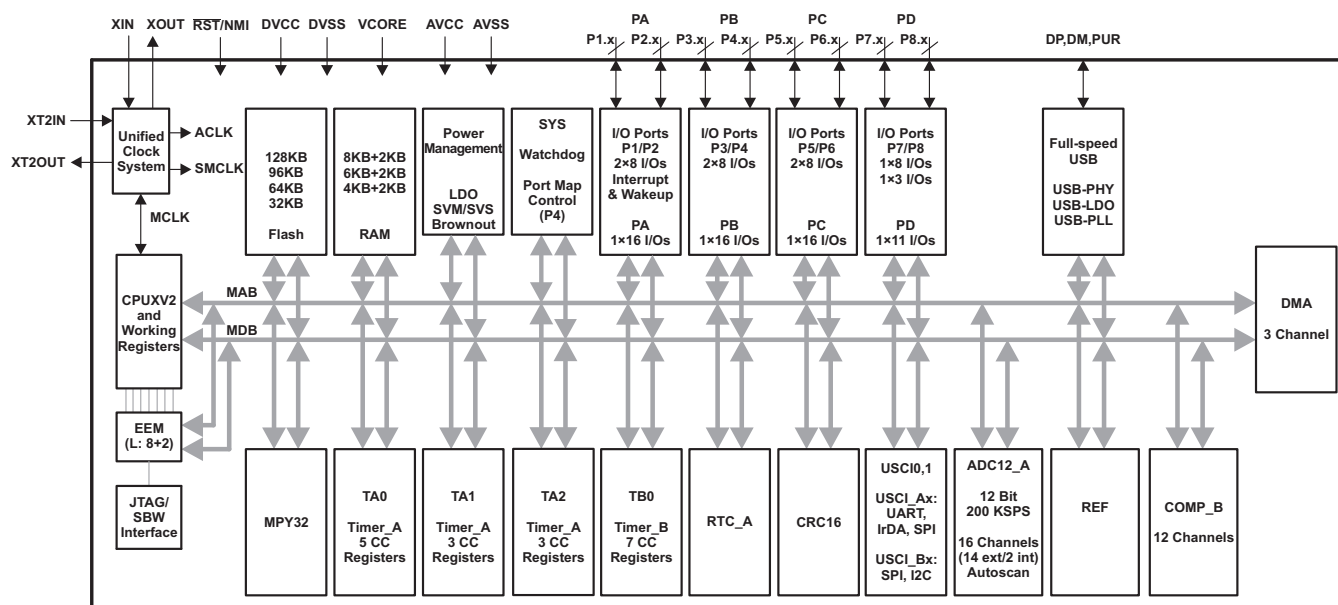 XIN
XOUT
RST/NMI
DVCC
DVSS
VCORE
AVCC
AVSS
PA
P1.x
P2.x
PB
P3.x
P4.x
PC
P5.x
P6.x
PD
P7.x
P8.x
DP,DM,PUR
XT2IN
XT2OUT
Unified
Clock
System
ACLK
SMCLK
MCLK
128KB
96KB
64KB
32KB
Flash
8KB+2KB
6KB+2KB
4KB+2KB
RAM
Power
Management
LDO
SVM/SVS
Brownout
SYS
Watchdog
Port Map
Control
(P4)
I/O Ports
P1/P2
2×8 I/Os
Interrupt
& Wakeup
PA
1×16 I/Os
I/O Ports
P3/P4
2×8 I/Os
PB
1×16 I/Os
I/O Ports
P5/P6
2×8 I/Os
PC
1×16 I/Os
I/O Ports
P7/P8
1×8 I/Os
1×3 I/Os
PD
1×11 I/Os
Full-speed
USB
USB-PHY
USB-LDO
USB-PLL
CPUXV2
and
Working
Registers
MAB
MDB
DMA
3 Channel
EEM
(L: 8+2)
JTAG/
SBW
Interface
MPY32
TA0
Timer_A
5 CC
Registers
TA1
Timer_A
3 CC
Registers
TA2
Timer_A
3 CC
Registers
TB0
Timer_B
7 CC
Registers
RTC_A
CRC16
USCI0,1
USCI_Ax:
UART,
IrDA, SPI
USCI_Bx:
SPI, I2C
ADC12_A
12 Bit
200 KSPS
16 Channels
(14 ext/2 int)
Autoscan
REF
COMP_B
12 Channels